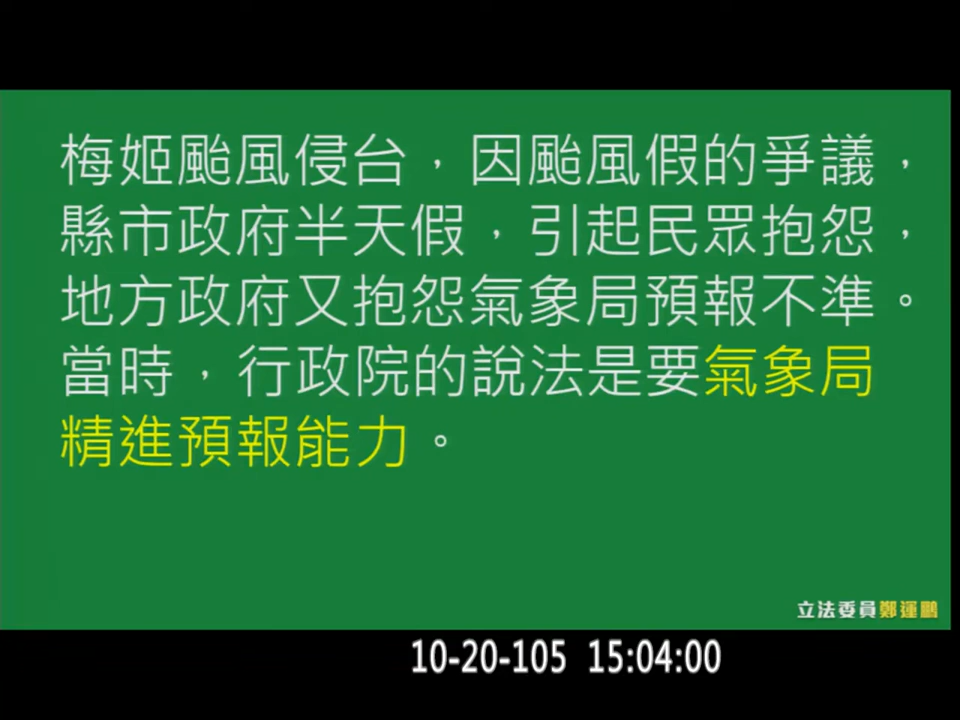 梅姬颱風侵台，因颱風假的爭議，
縣市政府半天假，引起民眾抱怨，
地方政府又抱怨氣象局預報不準。
當時，行政院的說法是要氣象局
精進預報能力。
立法委員鄭運鵬
10-20-105 15:04:00